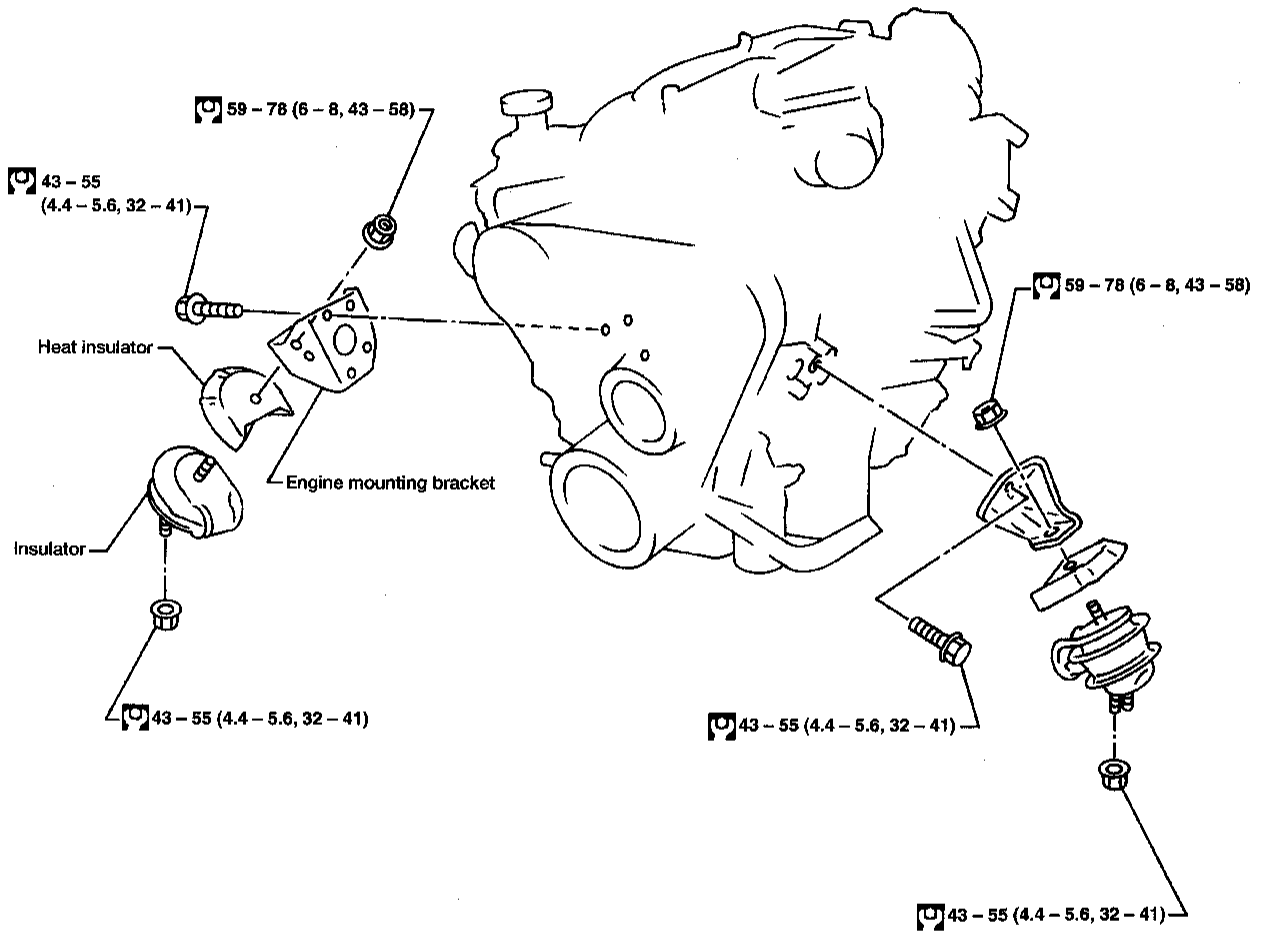 59 – 78 (6 – 8, 43 – 58)
43 – 55
(4.4 – 5.6, 32 – 41)
59 – 78 (6 – 8, 43 – 58)
Heat insulator
Engine mounting bracket
Insulator
43 – 55 (4.4 – 5.6, 32 – 41)
43 – 55 (4.4 – 5.6, 32 – 41)
43 – 55 (4.4 – 5.6, 32 – 41)